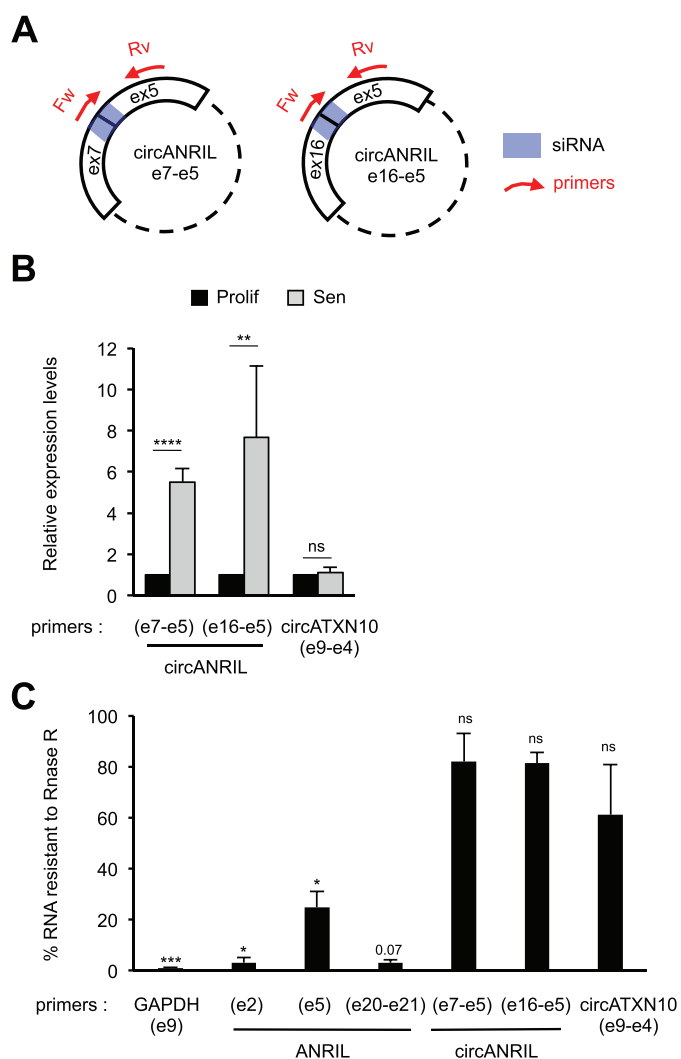 A
Fw
Rv
ex5
ex7
circANRIL
e7-e5
Fw
Rv
ex5
ex16
circANRIL
e16-e5
siRNA
primers
B
Prolif
Sen
Relative expression levels
12
10
8
6
4
2
0
****
**
ns
primers :
(e7-e5)
(e16-e5)
circATXN10
(e9-e4)
circANRIL
C
% RNA resistant to Rnase R
100
80
60
40
20
0
***
*
*
0.07
ns
ns
ns
primers :
GAPDH
(e9)
(e2)
(e5)
(e20-e21)
(e7-e5)
(e16-e5)
circATXN10
(e9-e4)
ANRIL
circANRIL